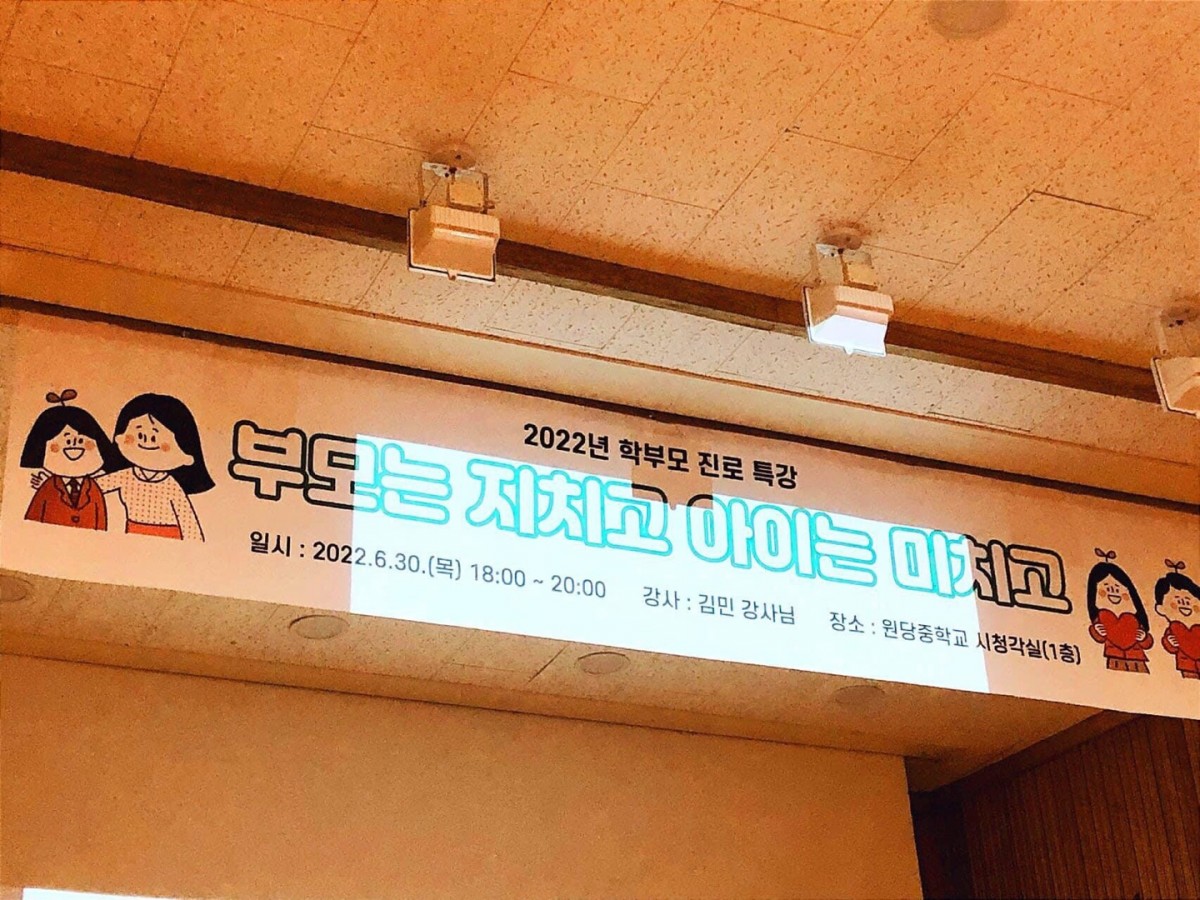 2022년 학부모 진로 특강
부모는 지치고 아이는 미치고
일시 : 2022.6.30.(목) 18:00 ~ 20:00 강사 : 김민 강사님 장소 : 원당중학교 시청각실(1층)